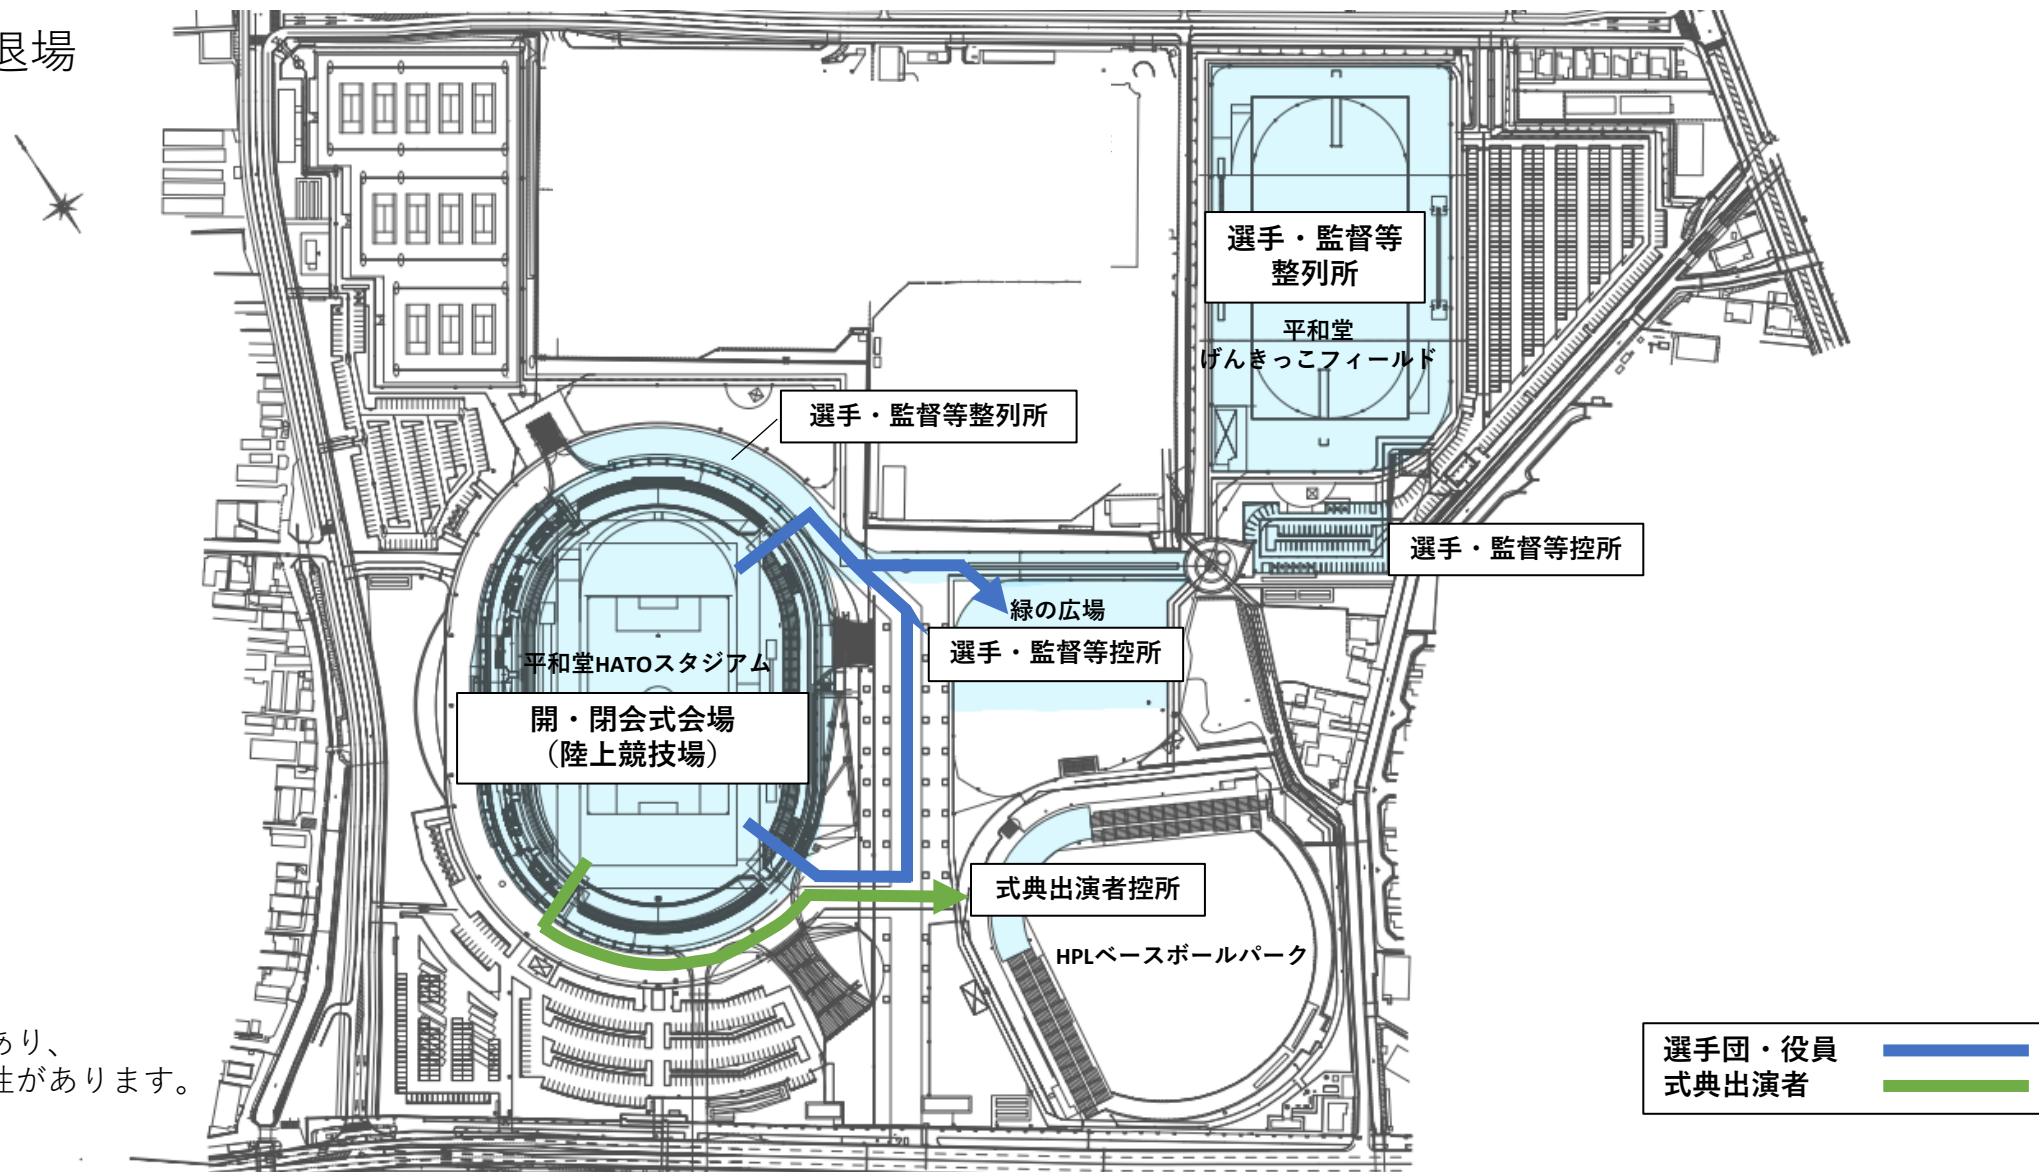 退場
選手・監督等
整列所
平和堂
げんきっこフィールド
選手・監督等整列所
選手・監督等控所
緑の広場
選手・監督等控所
平和堂HATOスタジアム
開・閉会式会場
（陸上競技場）
式典出演者控所
HPLベースボールパーク
あり、
性があります。
選手団・役員
式典出演者